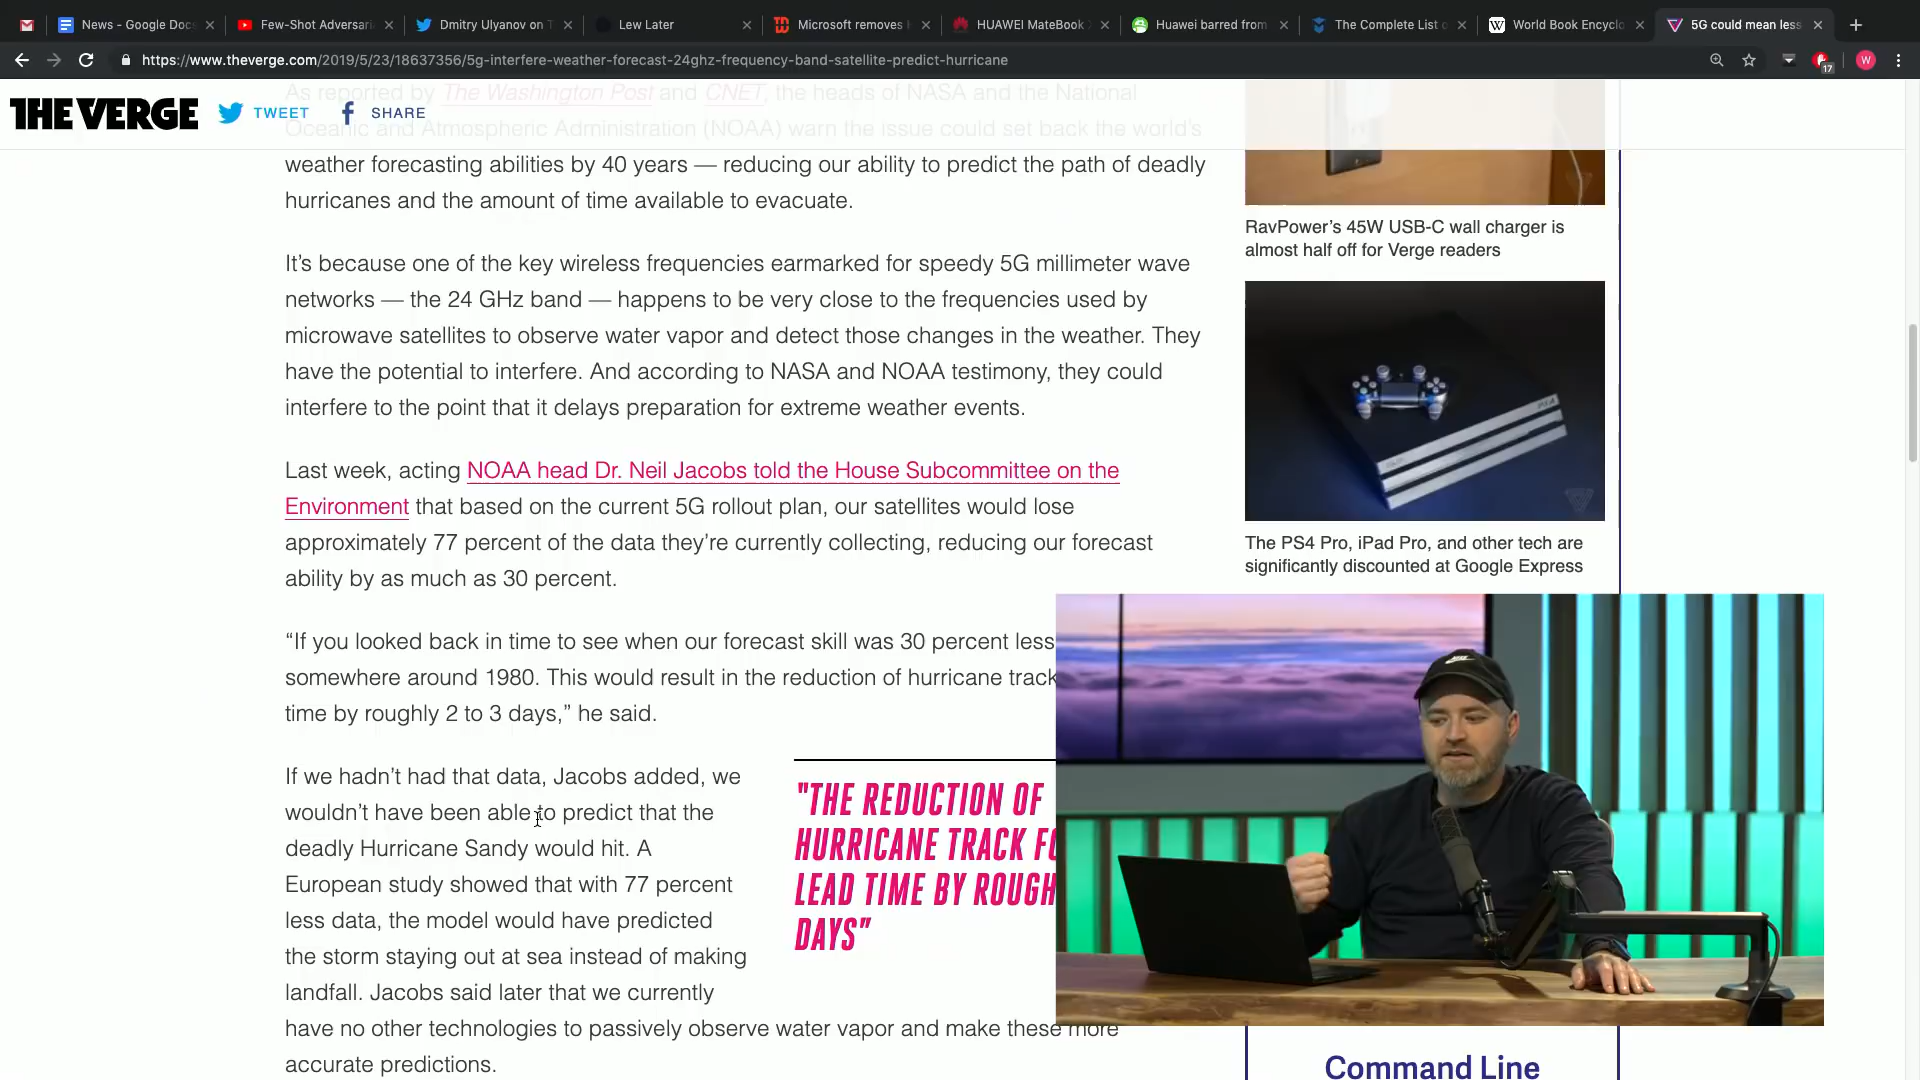 News - Google Doc
Few-Shot Adversari
Dmitry Ulyanov on T
Lew Later
Microsoft removes
HUAWEI MateBook
Huawei barred from
The Complete List o
World Book Encyclo
5G could mean less
https://www.theverge.com/2019/5/23/18637356/5g-interfere-weather-forecast-24ghz-frequency-band-satellite-predict-hurricane
17
W
THE VERGE
TWEET
SHARE
As reported by The Washington Post and CNET, the heads of NASA and the National
Oceanic and Atmospheric Administration (NOAA) warn the issue could set back the world's
weather forecasting abilities by 40 years — reducing our ability to predict the path of deadly
hurricanes and the amount of time available to evacuate.
It's because one of the key wireless frequencies earmarked for speedy 5G millimeter wave
networks — the 24 GHz band — happens to be very close to the frequencies used by
microwave satellites to observe water vapor and detect those changes in the weather. They
have the potential to interfere. And according to NASA and NOAA testimony, they could
interfere to the point that it delays preparation for extreme weather events.
Last week, acting NOAA head Dr. Neil Jacobs told the House Subcommittee on the
Environment that based on the current 5G rollout plan, our satellites would lose
approximately 77 percent of the data they're currently collecting, reducing our forecast
ability by as much as 30 percent.
“If you looked back in time to see when our forecast skill was 30 percent less
somewhere around 1980. This would result in the reduction of hurricane track
time by roughly 2 to 3 days,” he said.
If we hadn't had that data, Jacobs added, we
wouldn't have been able to predict that the
deadly Hurricane Sandy would hit. A
European study showed that with 77 percent
less data, the model would have predicted
the storm staying out at sea instead of making
landfall. Jacobs said later that we currently
have no other technologies to passively observe water vapor and make these more
accurate predictions.
"THE REDUCTION OF
HURRICANE TRACK FO
LEAD TIME BY ROUGH
DAYS"
RavPower's 45W USB-C wall charger is
almost half off for Verge readers
PS4
The PS4 Pro, iPad Pro, and other tech are
significantly discounted at Google Express
Command Line